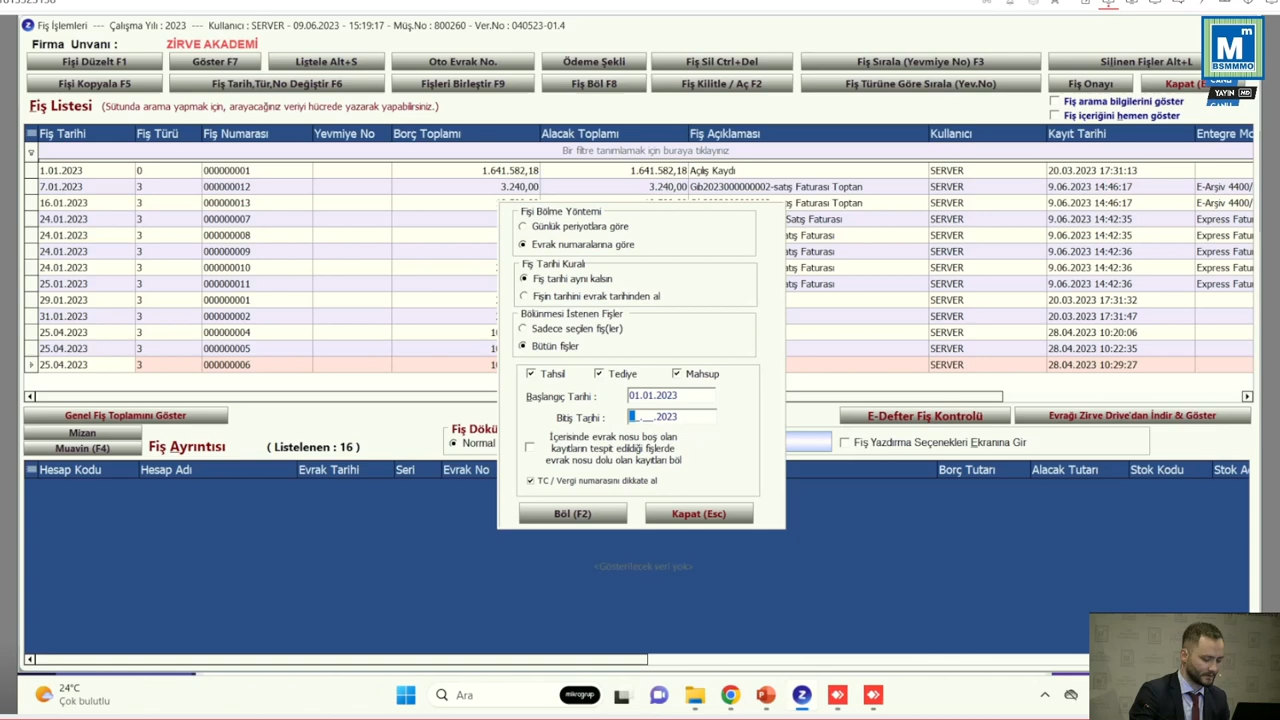 Fiş İşlemleri --- Çalışma Yılı : 2023 --- Kullanıcı : SERVER - 09.06.2023 - 15:19:17 - Müş.No : 800260 - Ver.No : 040523-01.4
Firma Unvanı : ZİRVE AKADEMİ
Fişi Düzelt F1 Göster F7 Listele Alt+S Oto Evrak No. Ödeme Şekli Fiş Sil Ctrl+Del Fiş Sırala (Yevmiye No) F3 Silinen Fişler Alt+L
Fişi Kopyala F5 Fiş Tarih,Tür,No Değiştir F6 Fişleri Birleştir F9 Fiş Böl F8 Fiş Kilitle / Aç F2 Fiş Türüne Göre Sırala (Yev.No) Fiş Onayı
M m
BSMMMO
YAYIN HD
Fiş Listesi (Sütunda arama yapmak için, arayacağınız veriyi hücrede yazarak yapabilirsiniz.)
Fiş arama bilgilerini göster
Fiş içeriğini hemen göster
Fiş Tarihi Fiş Türü Fiş Numarası Yevmiye No Borç Toplamı Alacak Toplamı Fiş Açıklaması Kullanıcı Kayıt Tarihi Entegre Mo
Bir filtre tanımlamak için buraya tıklayınız
1.01.2023 0 000000001 1.641.582,18 1.641.582,18 Açılış Kaydı SERVER 20.03.2023 17:31:13
7.01.2023 3 000000012 3.240,00 3.240,00 Gib2023000000002-satış Faturası Toptan SERVER 9.06.2023 14:46:17 E-Arşiv 4400/
16.01.2023 3 000000013 satış Faturası Toptan SERVER 9.06.2023 14:46:17 E-Arşiv 4400/
24.01.2023 3 000000007 Satış Faturası SERVER 9.06.2023 14:42:35 Express Fatur
24.01.2023 3 000000008 satış Faturası SERVER 9.06.2023 14:42:35 Express Fatur
24.01.2023 3 000000009 satış Faturası SERVER 9.06.2023 14:42:36 Express Fatur
24.01.2023 3 000000010 satış Faturası SERVER 9.06.2023 14:42:36 Express Fatur
25.01.2023 3 000000011 satış Faturası SERVER 9.06.2023 14:42:36 Express Fatur
29.01.2023 3 000000001 SERVER 20.03.2023 17:31:32
31.01.2023 3 000000002 SERVER 20.03.2023 17:31:47
25.04.2023 3 000000004 SERVER 28.04.2023 10:20:06
25.04.2023 3 000000005 SERVER 28.04.2023 10:22:35
25.04.2023 3 000000006 SERVER 28.04.2023 10:29:27
Fişi Bölme Yöntemi
Günlük periyotlara göre
Evrak numaralarına göre
Fiş Tarihi Kuralı
Fiş tarihi aynı kalsın
Fişin tarihini evrak tarihinden al
Bölünmesi İstenen Fişler
Sadece seçilen fiş(ler)
Bütün fişler
Tahsil Tediye Mahsup
Başlangıç Tarihi : 01.01.2023
Bitiş Tarihi : _.__.2023
İçerisinde evrak nosu boş olan
kayıtların tespit edildiği fişlerde
evrak nosu dolu olan kayıtları böl
TC / Vergi numarasını dikkate al
Böl (F2) Kapat (Esc)
Genel Fiş Toplamını Göster E-Defter Fiş Kontrolü Evrağı Zirve Drive'dan İndir & Göster
Mizan
Muavin (F4) Fiş Ayrıntısı ( Listelenen : 16 ) Fiş Dökü
Normal Fiş Yazdırma Seçenekleri Ekranına Gir
Hesap Kodu Hesap Adı Evrak Tarihi Seri Evrak No Borç Tutarı Alacak Tutarı Stok Kodu Stok A
<Gösterilecek veri yok>
24°C
Çok bulutlu
Ara
mikrogrup